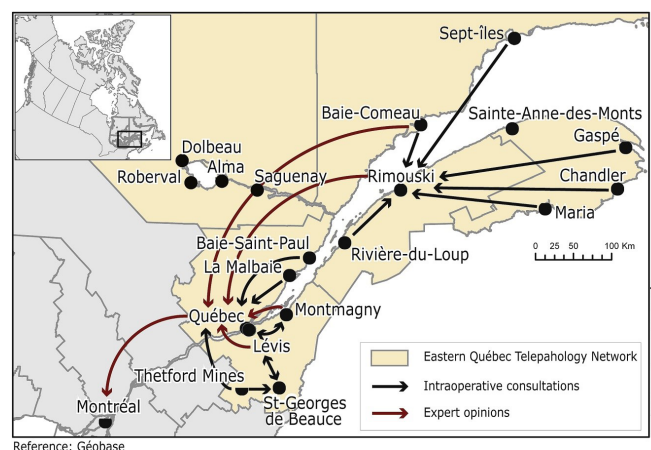 Sept-îles
Baie-Comeau
Sainte-Anne-des-Monts
Gaspé
Dolbeau
Alma
Roberval
Saguenay
Rimouski
Chandler
Maria
Baie-Saint-Paul
Rivière-du-Loup
0 25 50 100 Km
La Malbaie
Québec
Montmagny
Lévis
Thetford Mines
Montréal
St-Georges
de Beauce
Eastern Québec Telepahology Network
Intraoperative consultations
Expert opinions
Reference: Géobase